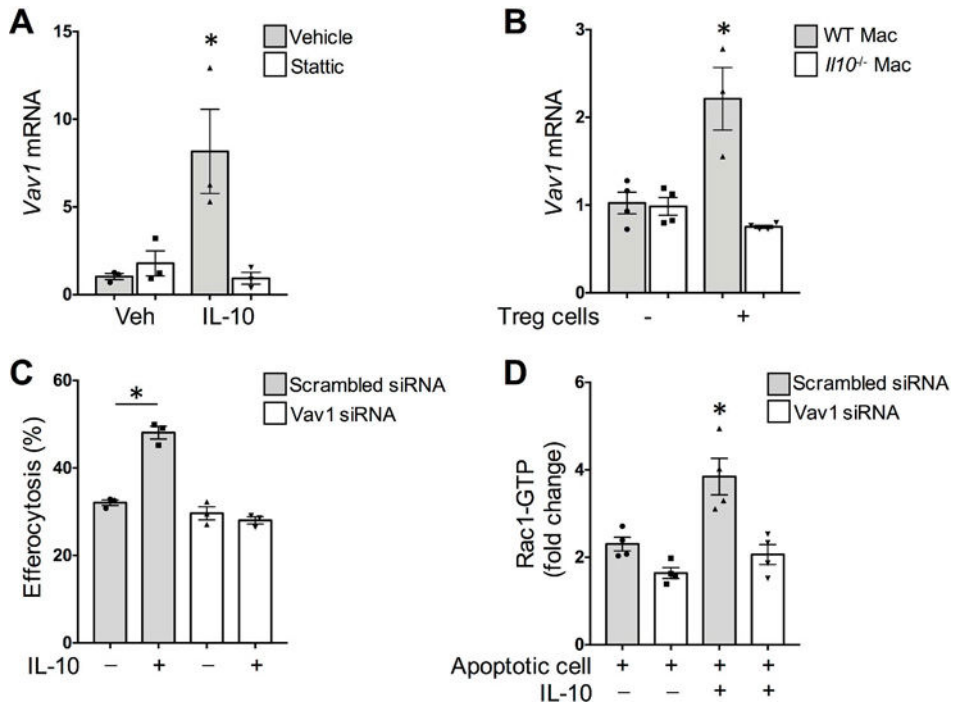 A
Vav1 mRNA
15
10
5
0
Vehicle
Stattic
*
Veh
IL-10
B
Vav1 mRNA
3
2
1
0
WT Mac
Il10-/- Mac
*
Treg cells
-
+
C
Efferocytosis (%)
60
40
20
0
Scrambled siRNA
Vav1 siRNA
*
IL-10
– + – +
D
Rac1-GTP
(fold change)
6
4
2
0
Scrambled siRNA
Vav1 siRNA
*
Apoptotic cell + + + +
IL-10 – – + +